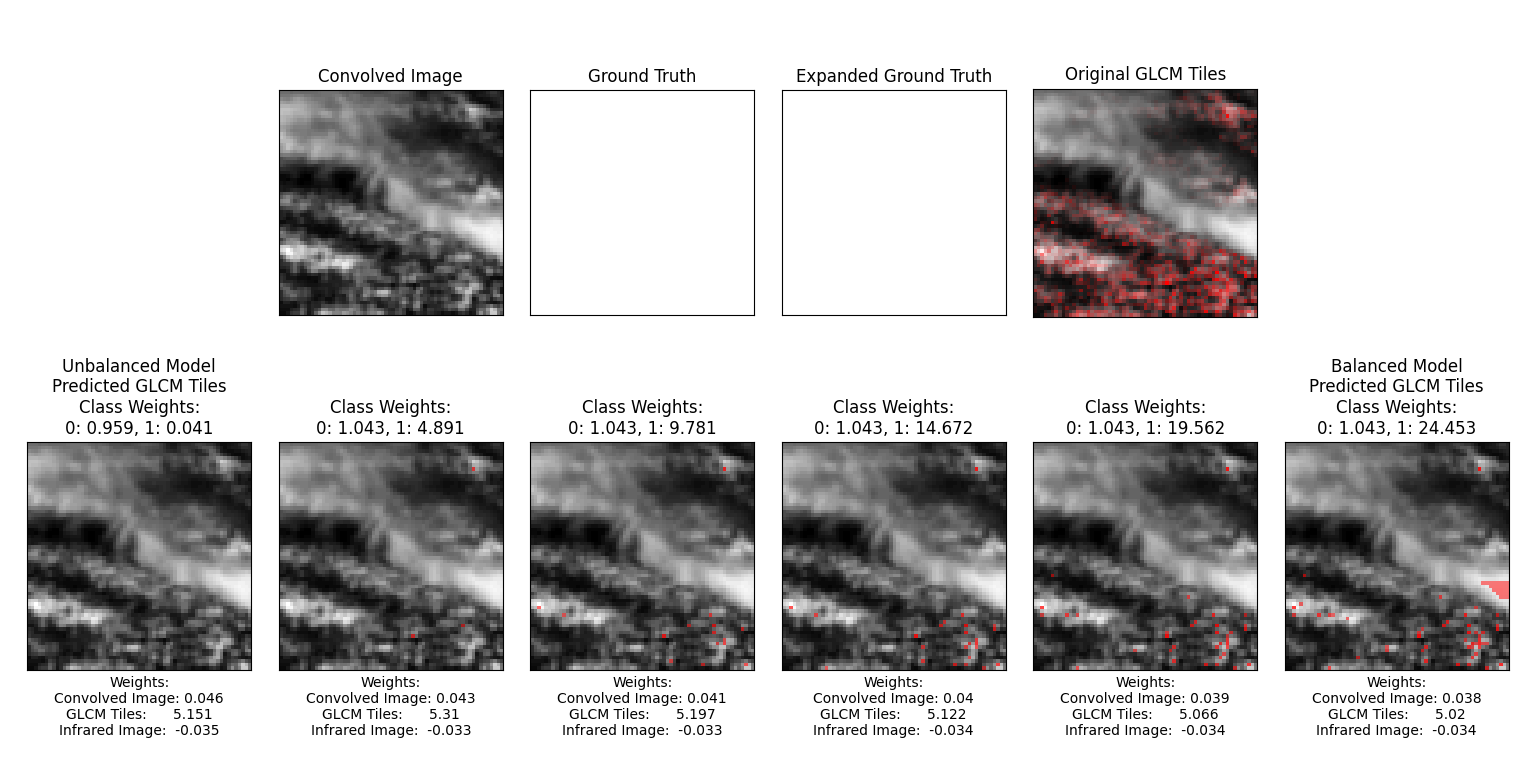 Convolved Image
Ground Truth
Expanded Ground Truth
Original GLCM Tiles
Unbalanced Model
Predicted GLCM Tiles
Class Weights:
0: 0.959, 1: 0.041
Class Weights:
0: 1.043, 1: 4.891
Class Weights:
0: 1.043, 1: 9.781
Class Weights:
0: 1.043, 1: 14.672
Class Weights:
0: 1.043, 1: 19.562
Balanced Model
Predicted GLCM Tiles
Class Weights:
0: 1.043, 1: 24.453
Weights:
Convolved Image: 0.046
GLCM Tiles: 5.151
Infrared Image: -0.035
Weights:
Convolved Image: 0.043
GLCM Tiles: 5.31
Infrared Image: -0.033
Weights:
Convolved Image: 0.041
GLCM Tiles: 5.197
Infrared Image: -0.033
Weights:
Convolved Image: 0.04
GLCM Tiles: 5.122
Infrared Image: -0.034
Weights:
Convolved Image: 0.039
GLCM Tiles: 5.066
Infrared Image: -0.034
Weights:
Convolved Image: 0.038
GLCM Tiles: 5.02
Infrared Image: -0.034